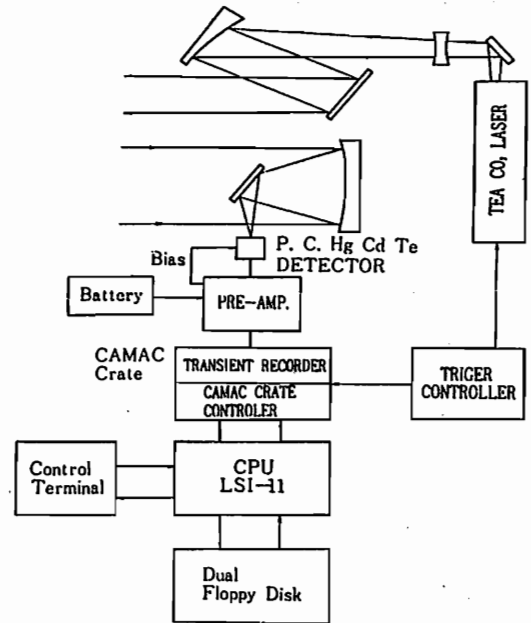 TEA CO₂ LASER
P. C. Hg Cd Te
DETECTOR
Bias
Battery
PRE-AMP.
CAMAC
Crate
TRANSIENT RECORDER
CAMAC CRATE
CONTROLER
TRIGER
CONTROLLER
Control
Terminal
CPU
LSI-11
Dual
Floppy Disk